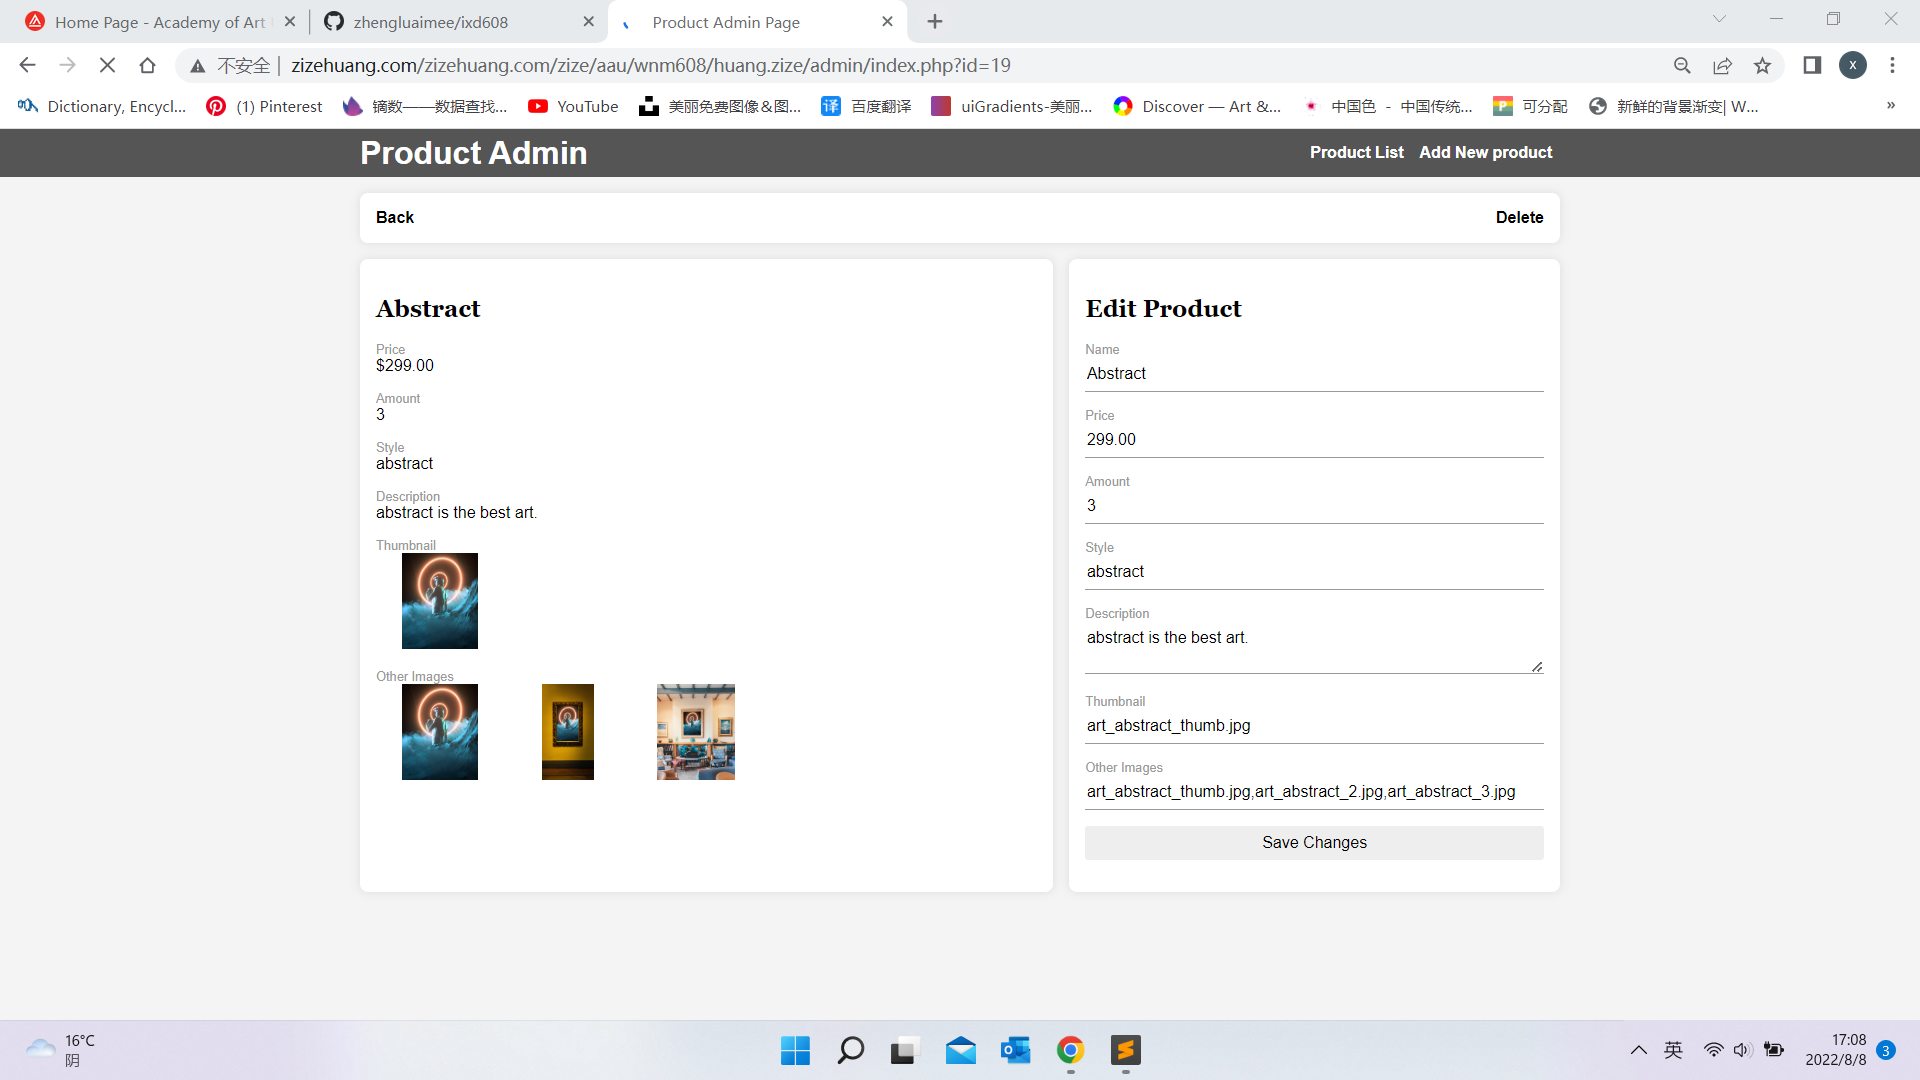 Home Page - Academy of Art
zhengluaimee/ixd608
Product Admin Page
不安全 | zizehuang.com/zizehuang.com/zize/aau/wnm608/huang.zize/admin/index.php?id=19
X
Dictionary, Encycl...
(1) Pinterest
镝数——数据查找...
YouTube
美丽免费图像＆图...
译 百度翻译
uiGradients-美丽...
Discover — Art &...
中国色 - 中国传统...
P 可分配
新鲜的背景渐变| W...
»
Product Admin
Product List
Add New product
Back
Delete
Abstract
Price
$299.00
Amount
3
Style
abstract
Description
abstract is the best art.
Thumbnail
Other Images
Edit Product
Name
Abstract
Price
299.00
Amount
3
Style
abstract
Description
abstract is the best art.
Thumbnail
art_abstract_thumb.jpg
Other Images
art_abstract_thumb.jpg,art_abstract_2.jpg,art_abstract_3.jpg
Save Changes
16°C
阴
英
17:08
2022/8/8
3